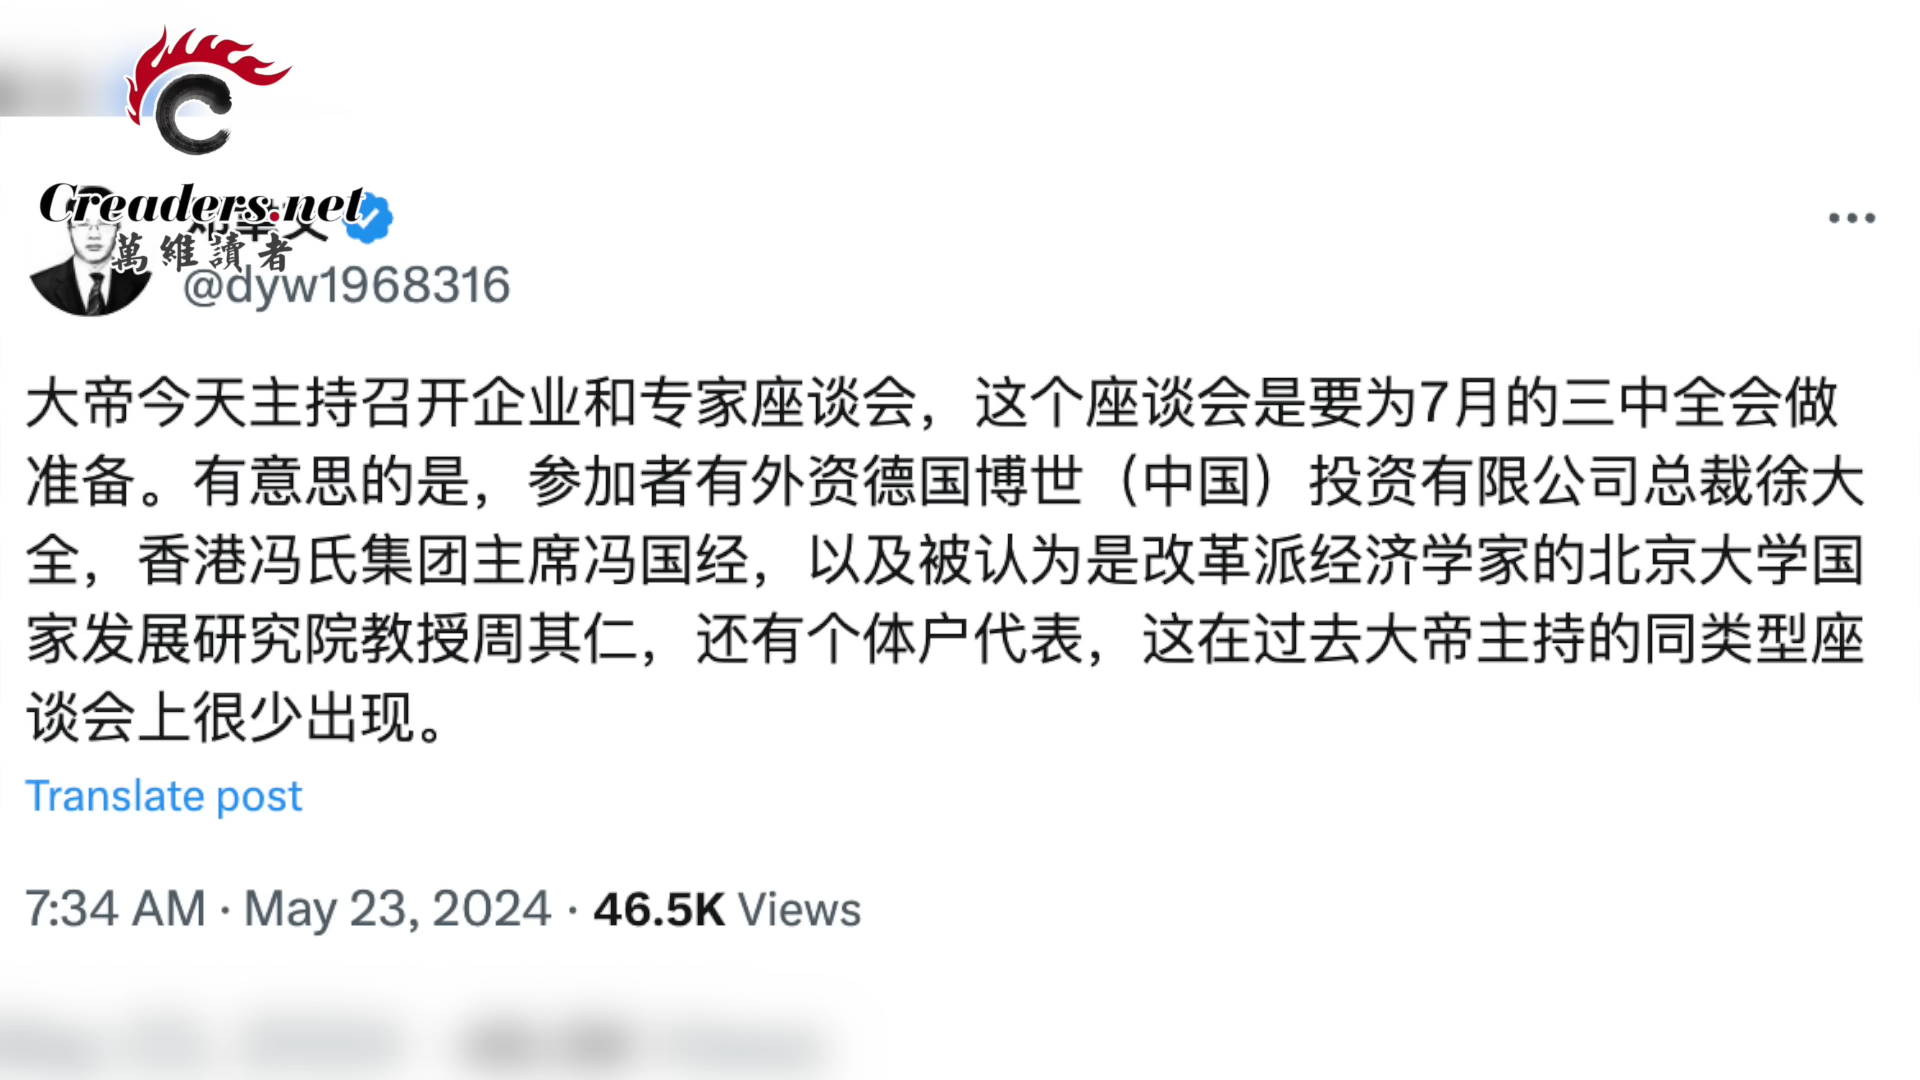 Creaders.net
萬維讀者
@dyw1968316
大帝今天主持召开企业和专家座谈会，这个座谈会是要为7月的三中全会做
准备。有意思的是，参加者有外资德国博世（中国）投资有限公司总裁徐大
全，香港冯氏集团主席冯国经，以及被认为是改革派经济学家的北京大学国
家发展研究院教授周其仁，还有个体户代表，这在过去大帝主持的同类型座
谈会上很少出现。
Translate post
7:34 AM · May 23, 2024 · 46.5K Views